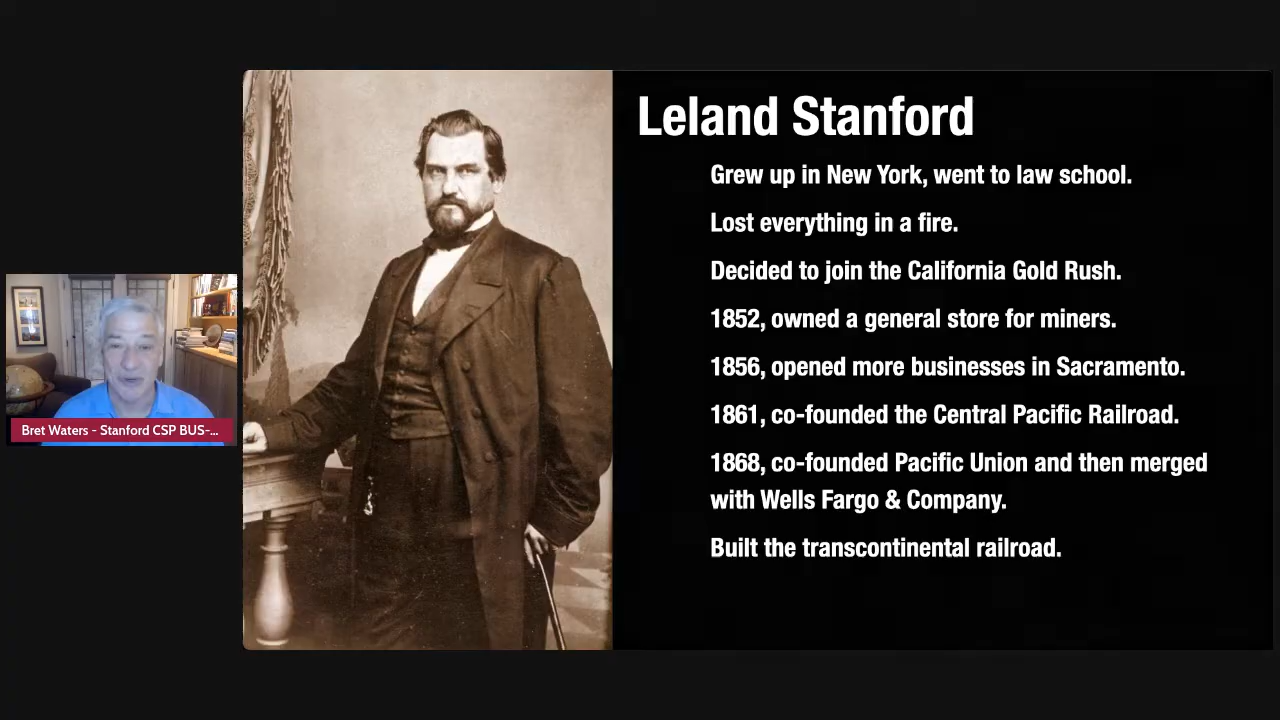 Leland Stanford
Grew up in New York, went to law school.
Lost everything in a fire.
Decided to join the California Gold Rush.
1852, owned a general store for miners.
1856, opened more businesses in Sacramento.
1861, co-founded the Central Pacific Railroad.
1868, co-founded Pacific Union and then merged
with Wells Fargo & Company.
Built the transcontinental railroad.
Bret Waters - Stanford CSP BUS-...